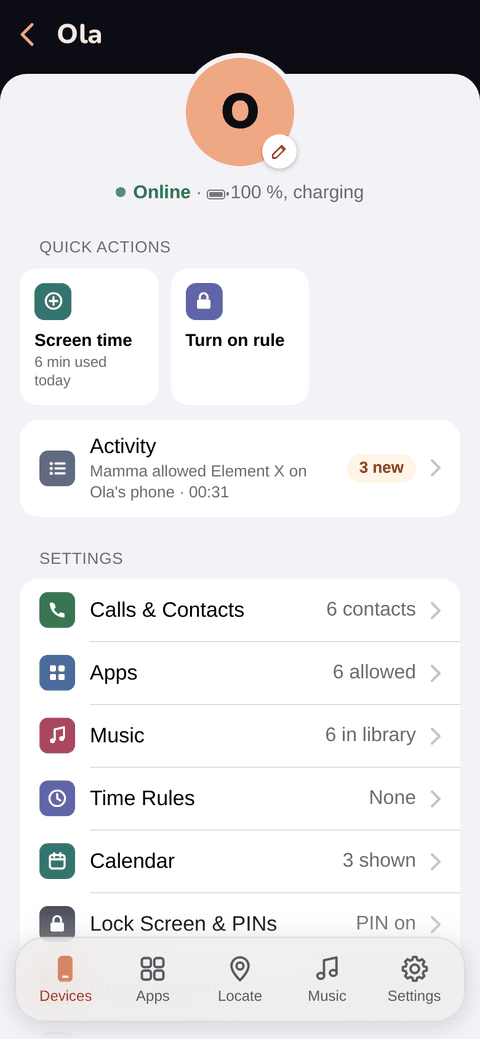 Ola
O
Online · 100 %, charging
QUICK ACTIONS
Screen time
6 min used
today
Turn on rule
Activity
Mamma allowed Element X on
Ola's phone · 00:31
3 new
SETTINGS
Calls & Contacts
6 contacts
Apps
6 allowed
Music
6 in library
Time Rules
None
Calendar
3 shown
Lock Screen & PINs
PIN on
Devices
Apps
Locate
Music
Settings